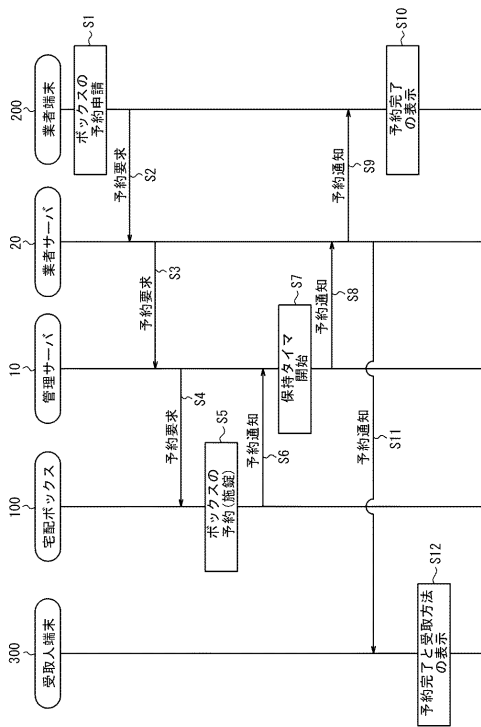 300
受取人端末
100
宅配ボックス
10
管理サーバ
20
業者サーバ
200
業者端末
ボックスの
予約申請
S1
予約要求
S2
予約要求
S3
予約要求
S4
ボックスの
予約(施錠)
S5
予約通知
S6
保持タイマ
開始
S7
予約通知
S8
予約通知
S9
予約完了
の表示
S10
予約通知
S11
予約完了と受取方法
の表示
S12